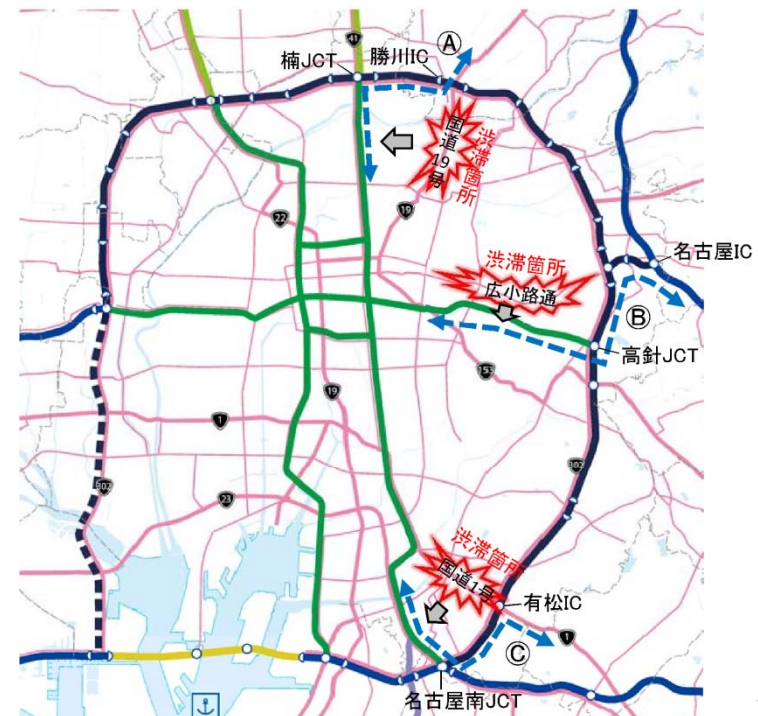 41
楠JCT
勝川IC
Ⓐ
国道19号
渋滞箇所
19
22
渋滞箇所
広小路通
名古屋IC
Ⓑ
高針JCT
153
19
1
302
302
23
渋滞箇所
国道1号
有松IC
1
Ⓒ
名古屋南JCT